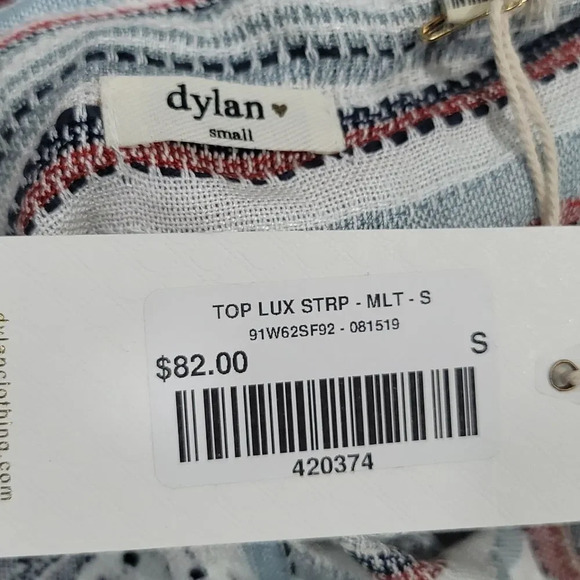 dylan ♥
small
TOP LUX STRP - MLT - S
91W62SF92 - 081519
$82.00
S
420374
dylanclothing.com